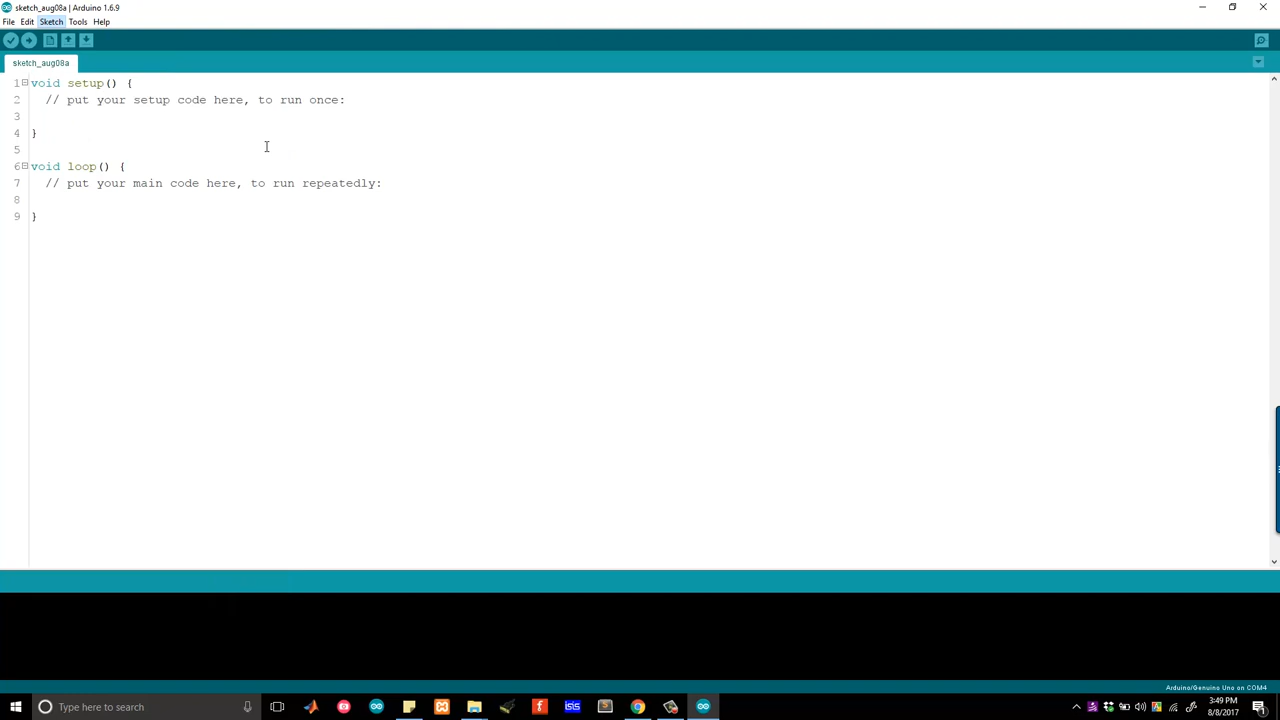 sketch_aug08a | Arduino 1.6.9
File Edit Sketch Tools Help
sketch_aug08a
1 void setup() {
2 // put your setup code here, to run once:
3
4 }
5
6 void loop() {
7 // put your main code here, to run repeatedly:
8
9 }
Arduino/Genuino Uno on COM4
Type here to search
3:49 PM
8/8/2017